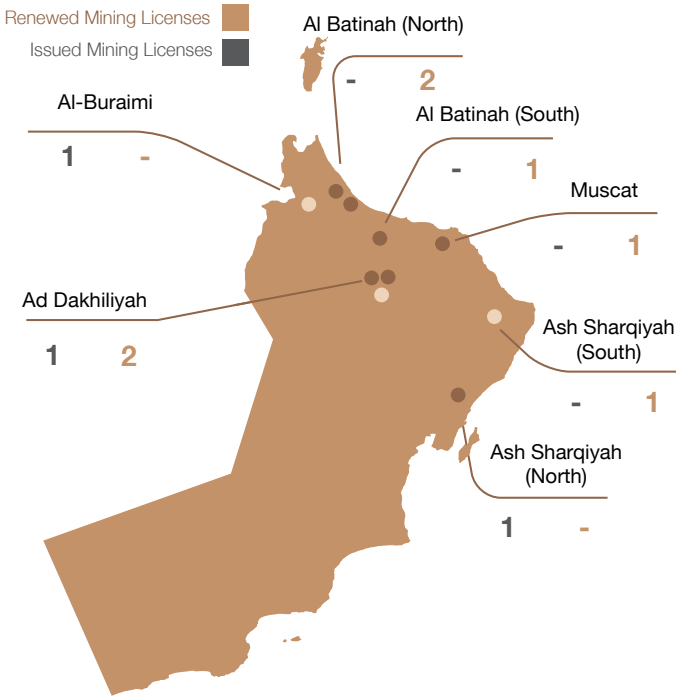 Renewed Mining Licenses
Issued Mining Licenses
Al Batinah (North)
- 2
Al-Buraimi
1 -
Al Batinah (South)
- 1
Muscat
- 1
Ad Dakhiliyah
1 2
Ash Sharqiyah
(South)
- 1
Ash Sharqiyah
(North)
1 -